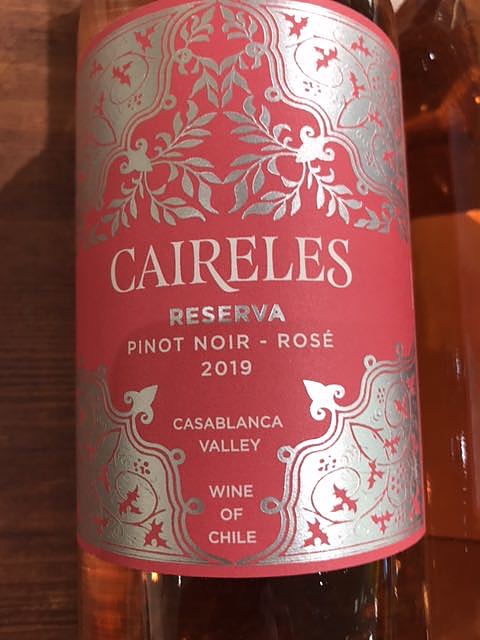 CAIRELES
RESERVA
PINOT NOIR - ROSÉ
2019
CASABLANCA
VALLEY
WINE
OF
CHILE